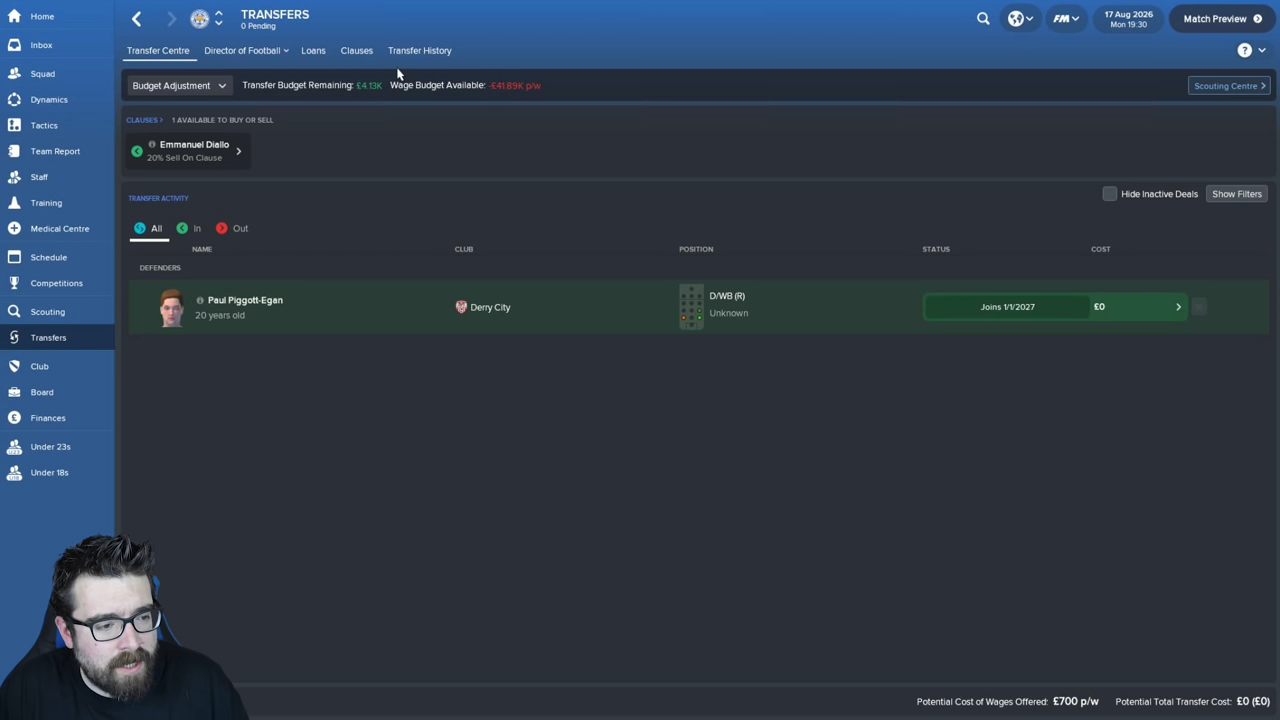 Home
Inbox
Squad
Dynamics
Tactics
Team Report
Staff
Training
Medical Centre
Schedule
Competitions
Scouting
Transfers
Club
Board
Finances
Under 23s
Under 18s
TRANSFERS
0 Pending
FM
17 Aug 2026
Mon 19:30
Match Preview
Transfer Centre
Director of Football
Loans
Clauses
Transfer History
?
Budget Adjustment
Transfer Budget Remaining: £4.13K
Wage Budget Available: -£41.89K p/w
Scouting Centre >
CLAUSES > 1 AVAILABLE TO BUY OR SELL
Emmanuel Diallo
20% Sell On Clause
TRANSFER ACTIVITY
Hide Inactive Deals
Show Filters
All
In
Out
NAME CLUB POSITION STATUS COST
DEFENDERS
Paul Piggott-Egan
20 years old
Derry City
D/WB (R)
Unknown
Joins 1/1/2027
£0
Potential Cost of Wages Offered: £700 p/w
Potential Total Transfer Cost: £0 (£0)